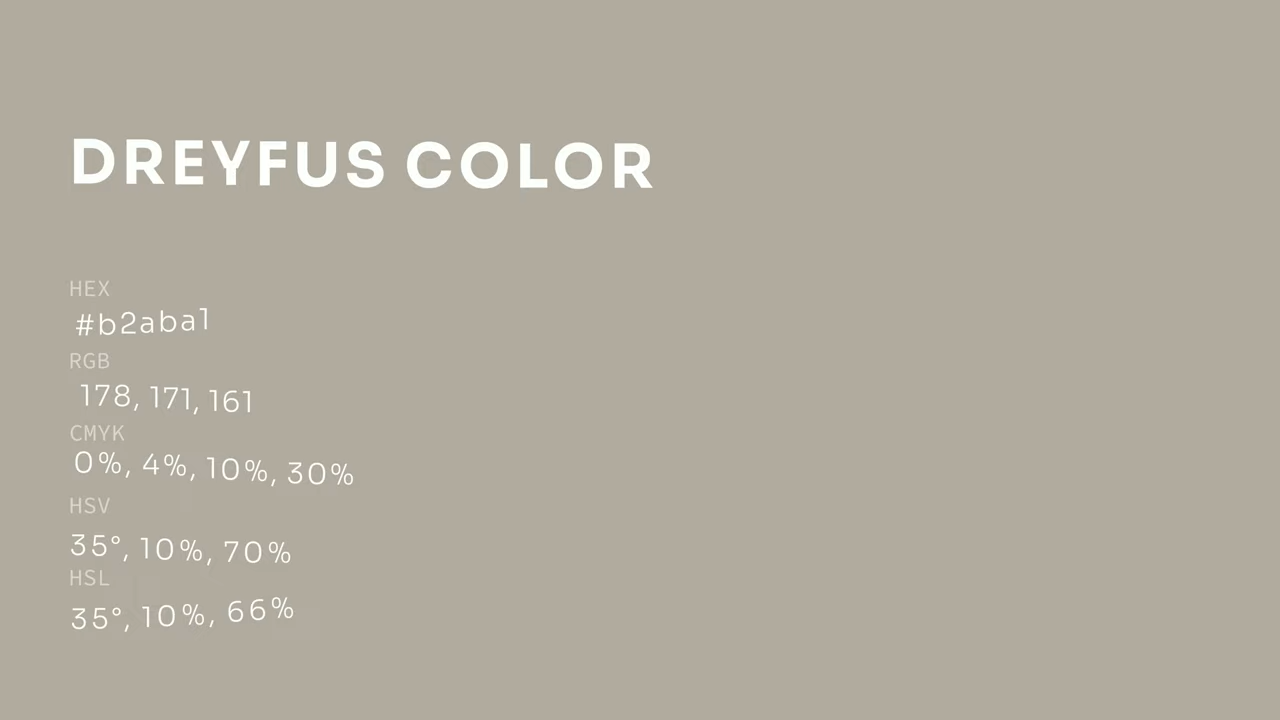 DREYFUS COLOR
HEX
#b2aba1
RGB
178, 171, 161
CMYK
0%, 4%, 10%, 30%
HSV
35°, 10%, 70%
HSL
35°, 10%, 66%